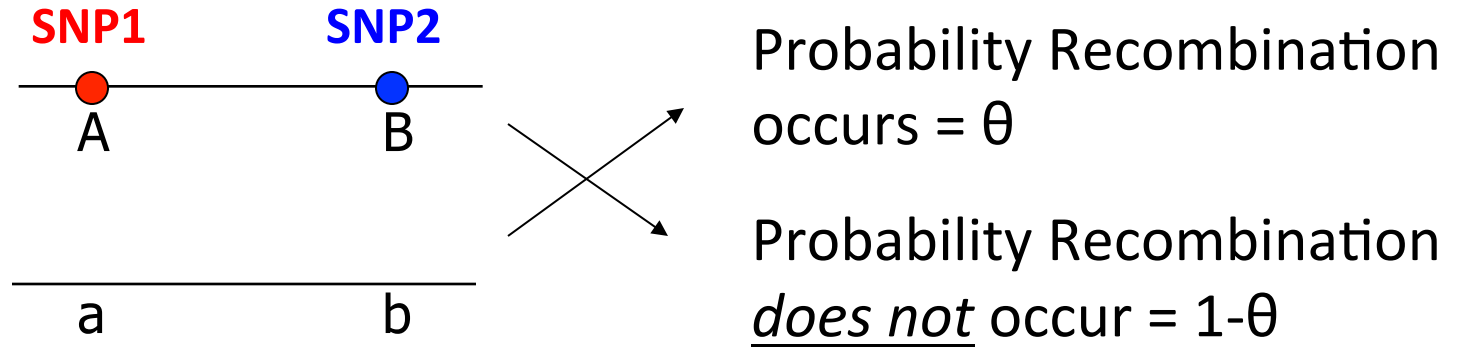 SNP1 SNP2
A B
a b
Probability Recombination
occurs = θ
Probability Recombination
does not occur = 1-θ